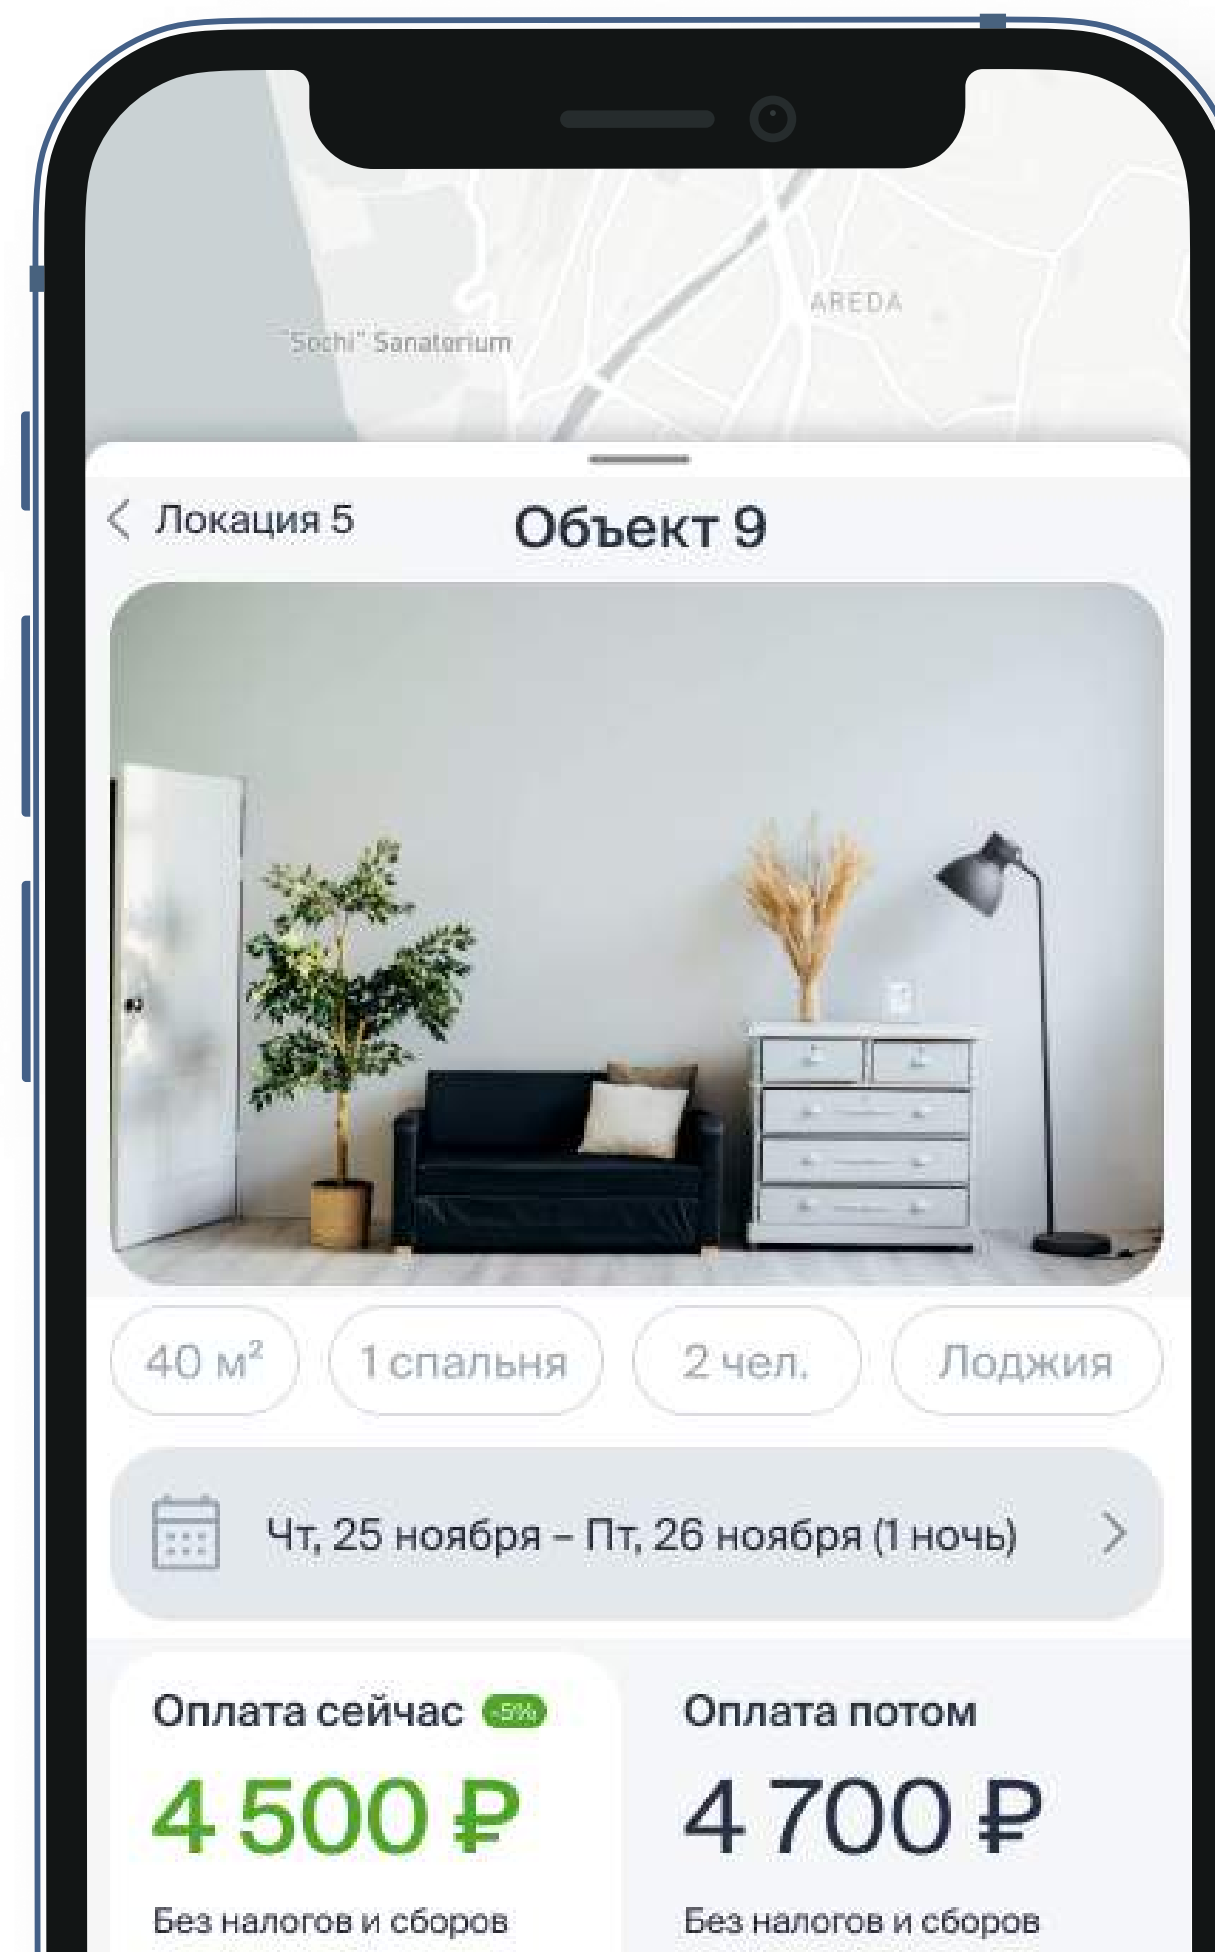 AREDA
"Sochi" Sanatorium
Локация 5
Объект 9
40 м²
1 спальня
2 чел.
Лоджия
Чт, 25 ноября – Пт, 26 ноября (1 ночь)
Оплата сейчас -5%
4 500 ₽
Без налогов и сборов
Оплата потом
4 700 ₽
Без налогов и сборов